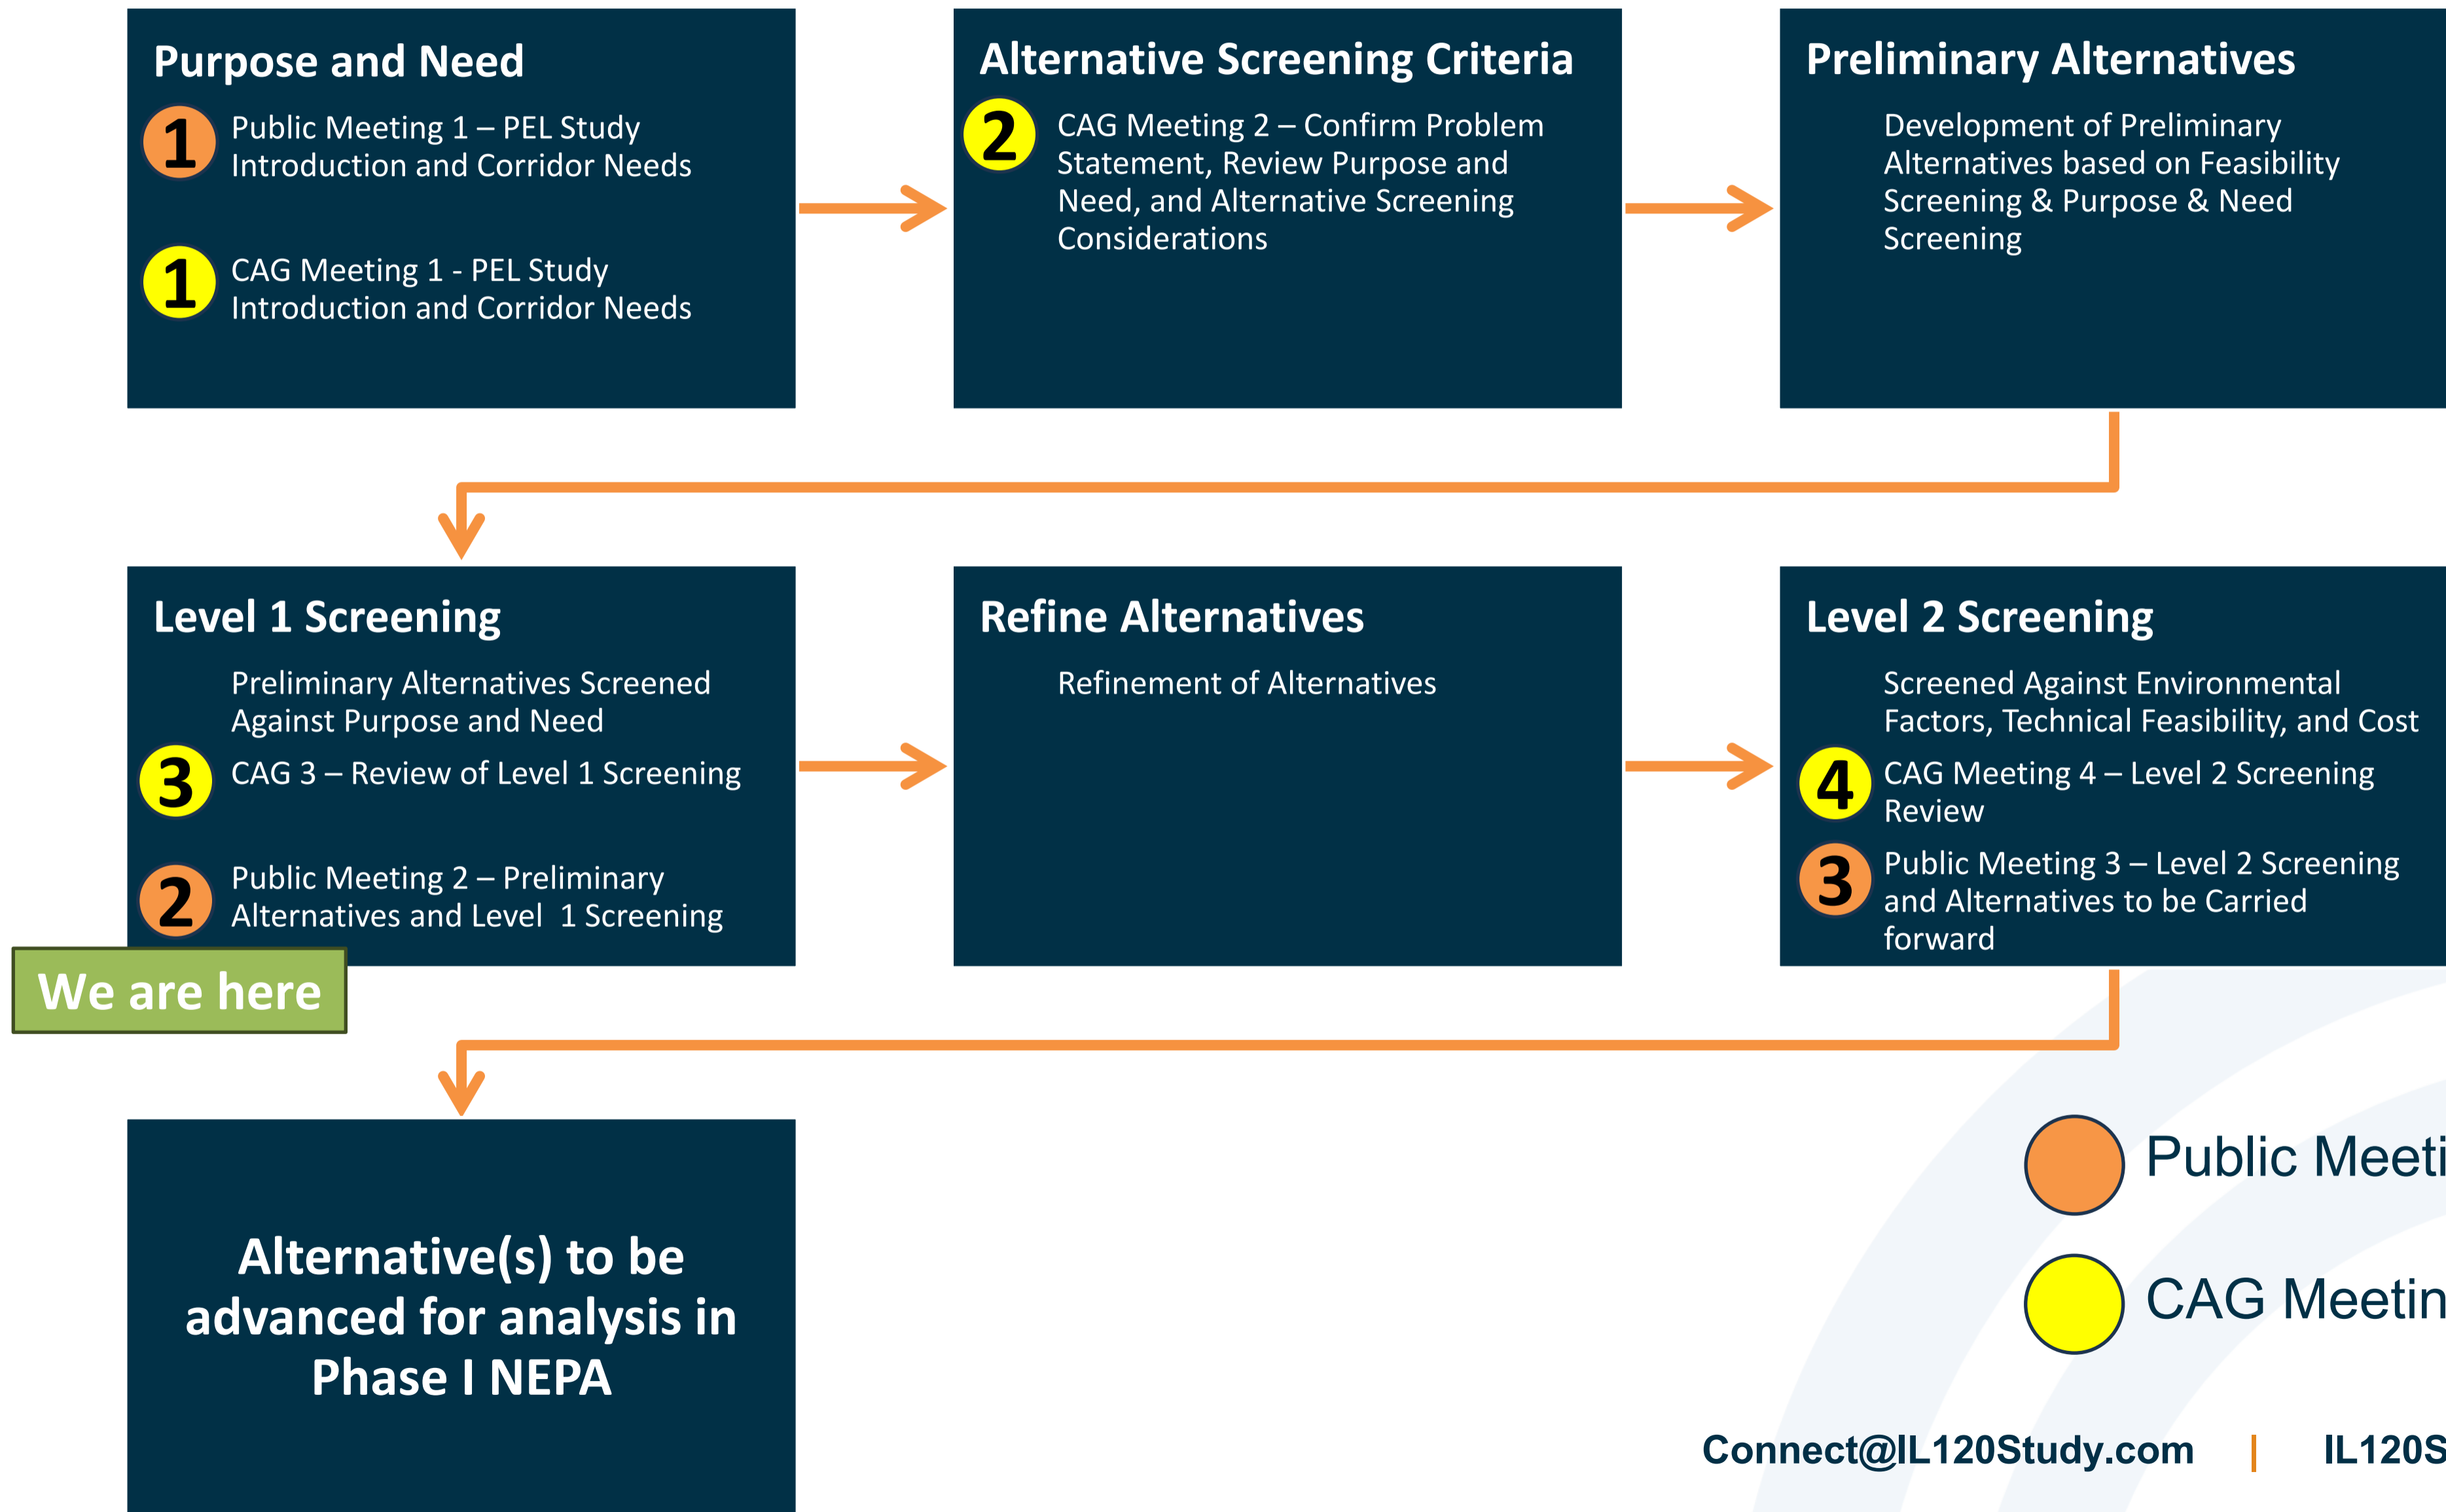 Purpose and Need
1
Public Meeting 1 – PEL Study
Introduction and Corridor Needs
1
CAG Meeting 1 - PEL Study
Introduction and Corridor Needs
Alternative Screening Criteria
2
CAG Meeting 2 – Confirm Problem
Statement, Review Purpose and
Need, and Alternative Screening
Considerations
Preliminary Alternatives
Development of Preliminary
Alternatives based on Feasibility
Screening & Purpose & Need
Screening
Level 1 Screening
Preliminary Alternatives Screened
Against Purpose and Need
3
CAG 3 – Review of Level 1 Screening
2
Public Meeting 2 – Preliminary
Alternatives and Level 1 Screening
We are here
Refine Alternatives
Refinement of Alternatives
Level 2 Screening
Screened Against Environmental
Factors, Technical Feasibility, and Cost
4
CAG Meeting 4 – Level 2 Screening
Review
3
Public Meeting 3 – Level 2 Screening
and Alternatives to be Carried
forward
Alternative(s) to be
advanced for analysis in
Phase I NEPA
Public Meeti
CAG Meetin
Connect@IL120Study.com | IL120S